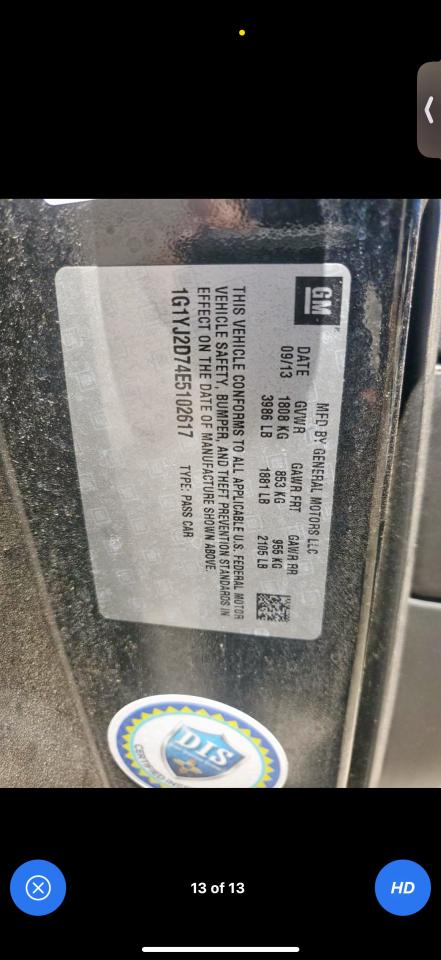 GM
MFD BY GENERAL MOTORS LLC
DATE GVWR GAWR FRT GAWR RR
09/13 1808 KG 853 KG 955 KG
3986 LB 1881 LB 2105 LB
THIS VEHICLE CONFORMS TO ALL APPLICABLE U.S. FEDERAL MOTOR
VEHICLE SAFETY, BUMPER, AND THEFT PREVENTION STANDARDS IN
EFFECT ON THE DATE OF MANUFACTURE SHOWN ABOVE.
1G1YJ2D74E5102617 TYPE: PASS CAR
DIS
CERTIFIED
13 of 13
HD